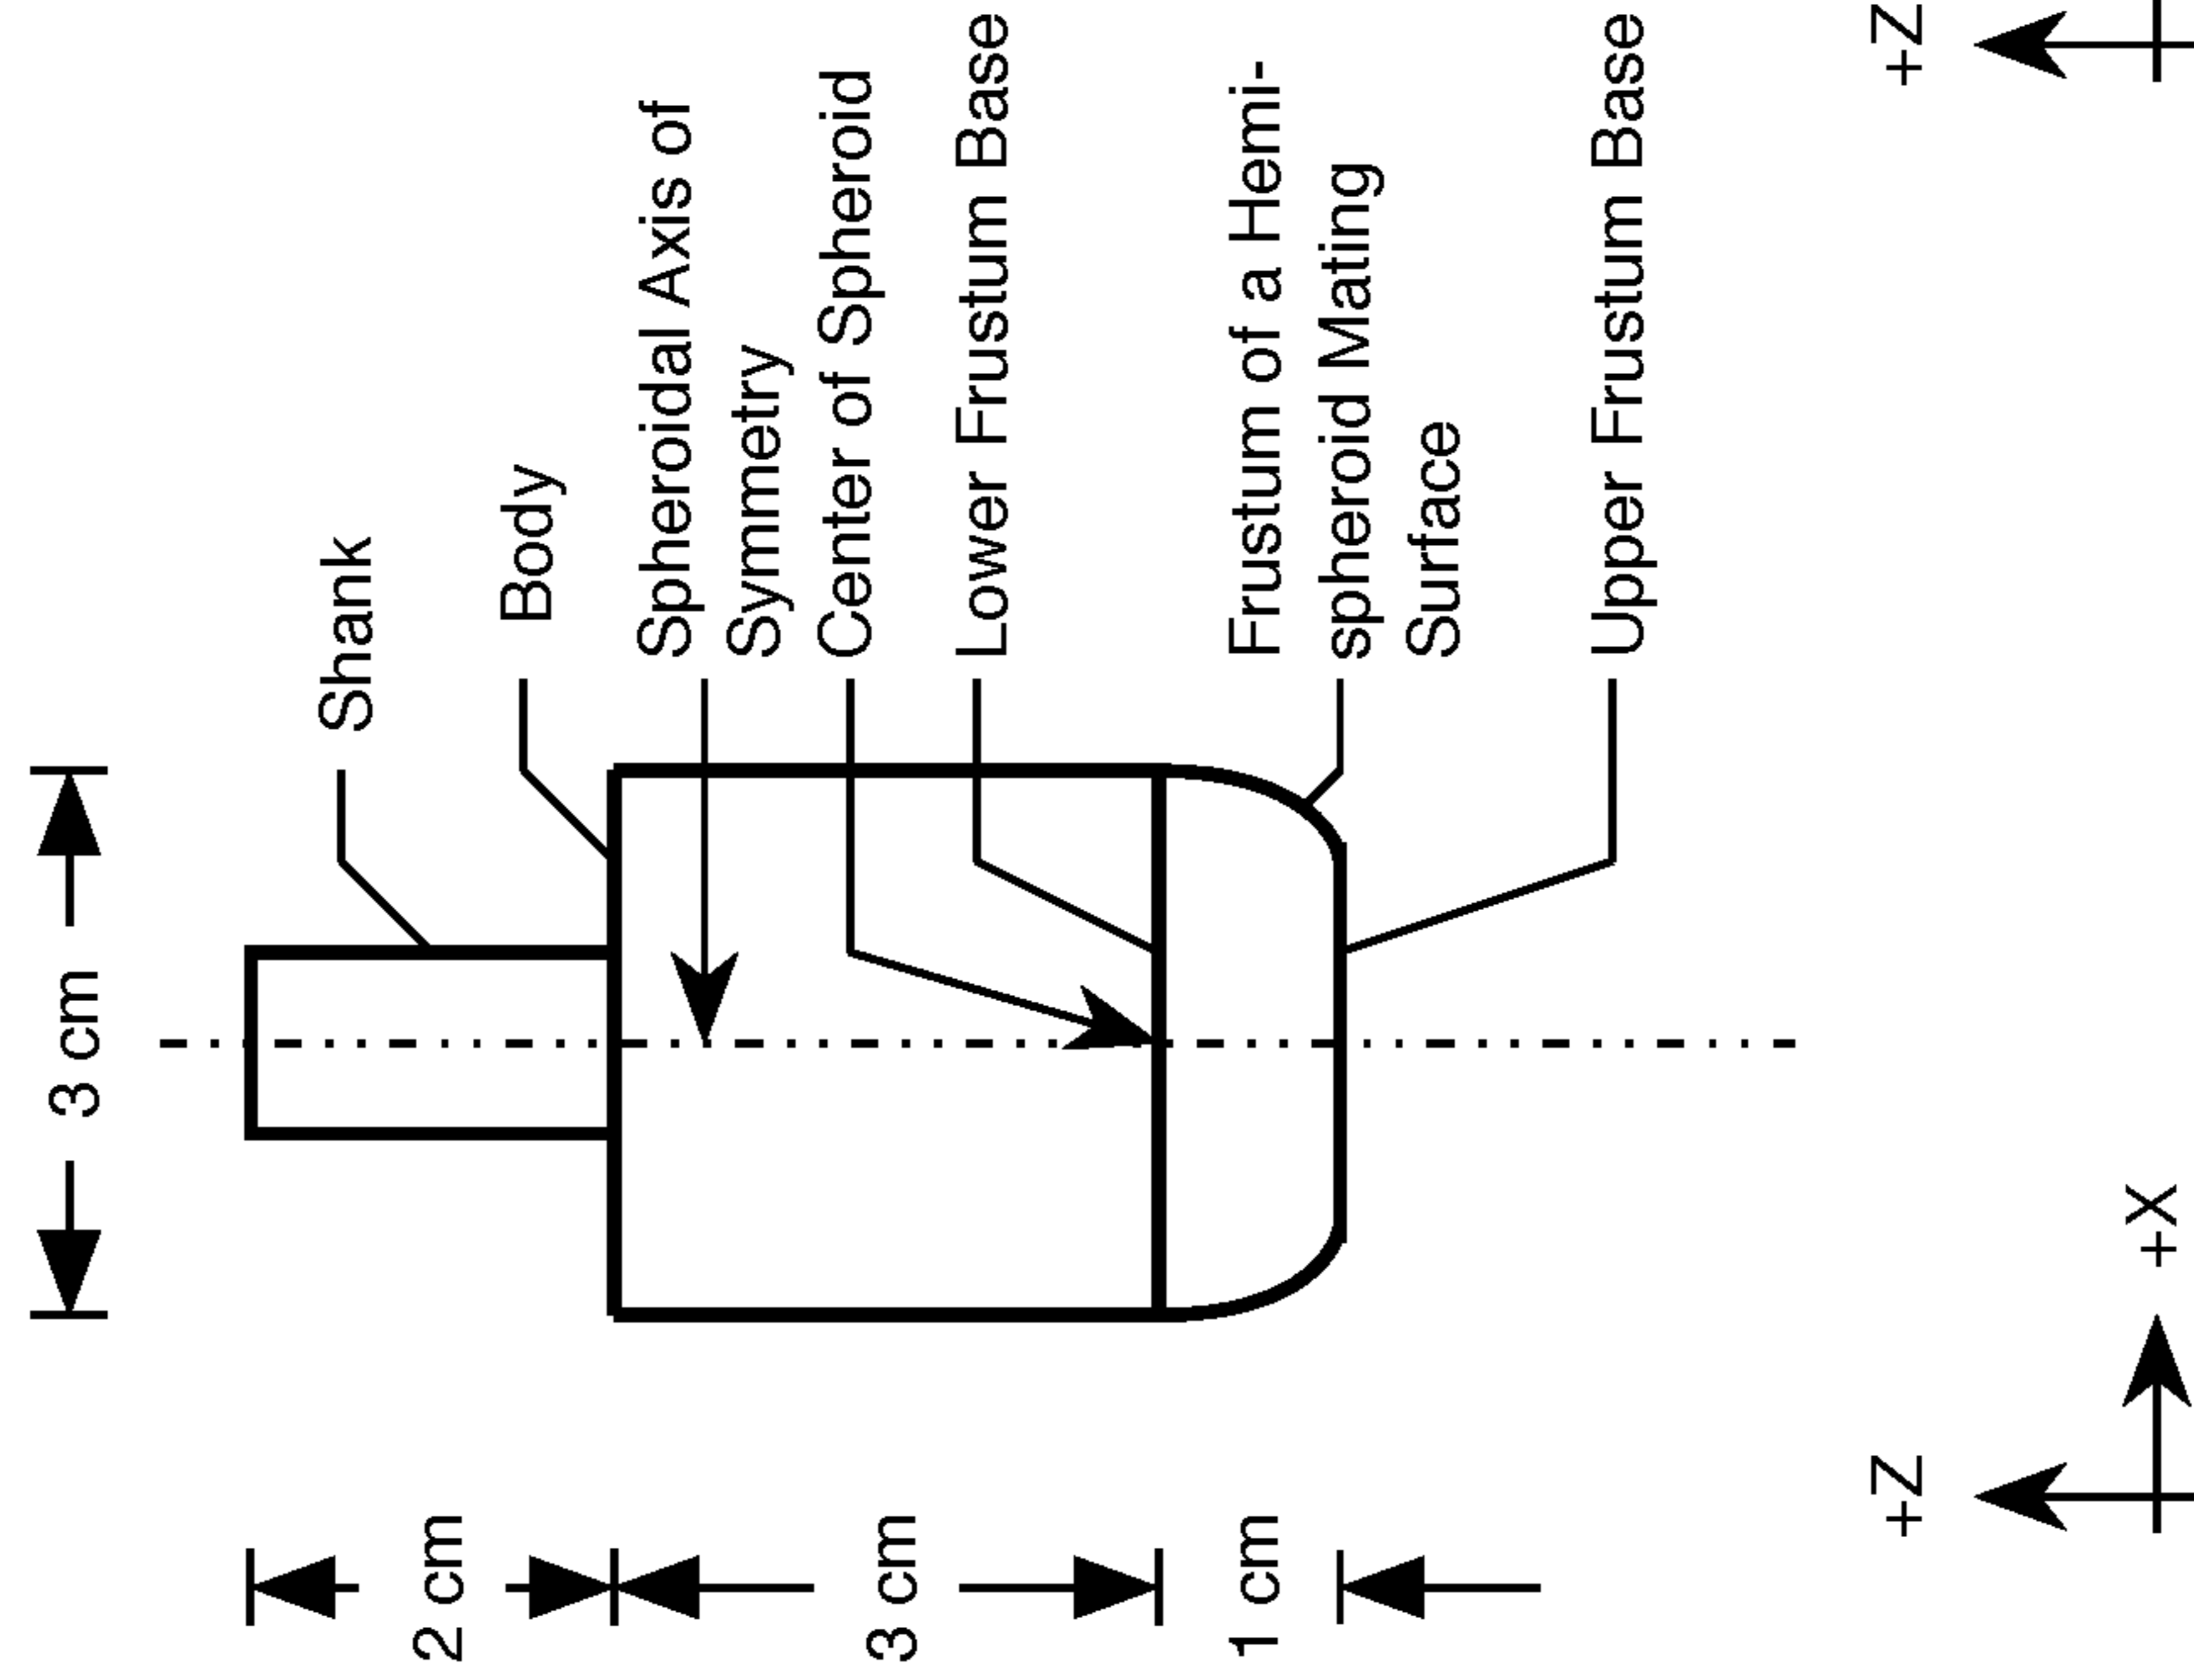 3 cm
Shank
Body
Spheroidal Axis of
Symmetry
Center of Spheroid
Lower Frustum Base
Frustum of a Hemi-
spheroid Mating
Surface
Upper Frustum Base
2 cm
3 cm
1 cm
+Z
+X
+Z